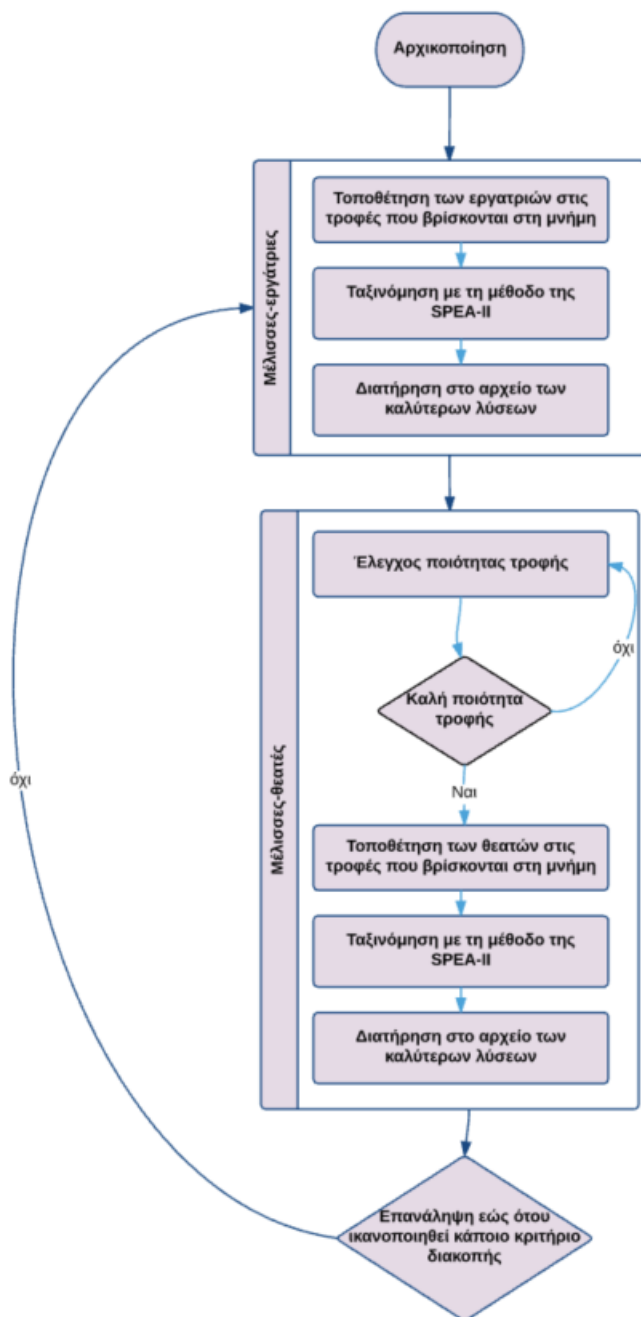 Αρχικοποίηση
Μέλισσες-εργάτριες
Τοποθέτηση των εργατριών στις
τροφές που βρίσκονται στη μνήμη
Ταξινόμηση με τη μέθοδο της
SPEA-II
Διατήρηση στο αρχείο των
καλύτερων λύσεων
Μέλισσες-θεατές
Έλεγχος ποιότητας τροφής
όχι
Καλή ποιότητα
τροφής
Ναι
Τοποθέτηση των θεατών στις
τροφές που βρίσκονται στη μνήμη
Ταξινόμηση με τη μέθοδο της
SPEA-II
Διατήρηση στο αρχείο των
καλύτερων λύσεων
όχι
Επανάληψη εώς ότου
ικανοποιηθεί κάποιο κριτήριο
διακοπής